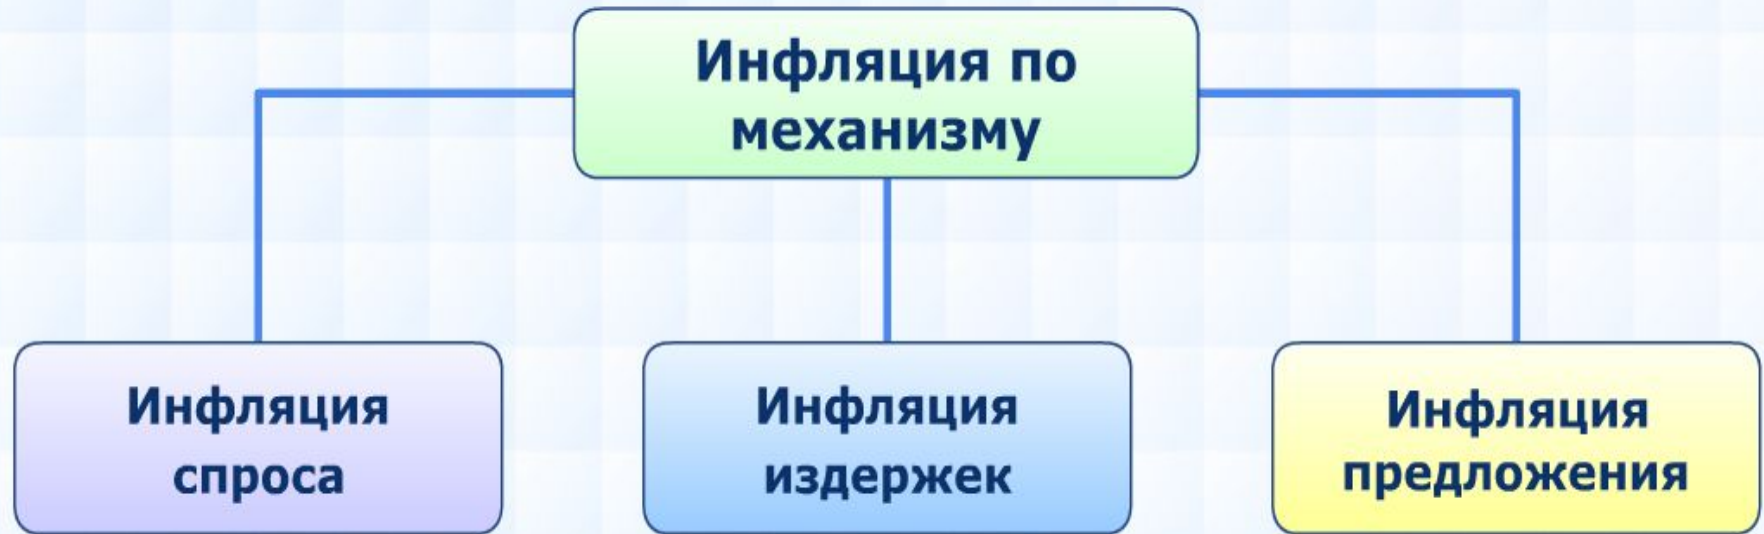 Инфляция по
механизму
Инфляция
спроса
Инфляция
издержек
Инфляция
предложения